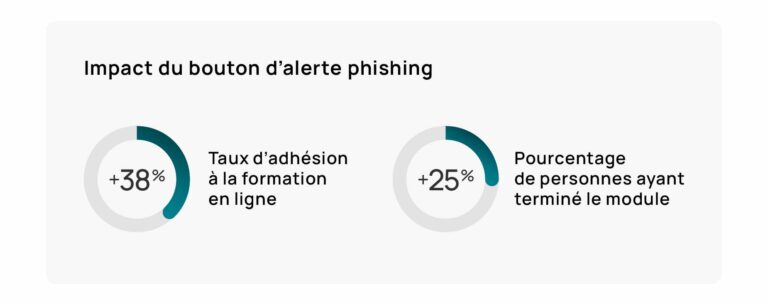 Impact du bouton d’alerte phishing
+38%
Taux d’adhésion
à la formation
en ligne
+25%
Pourcentage
de personnes ayant
terminé le module